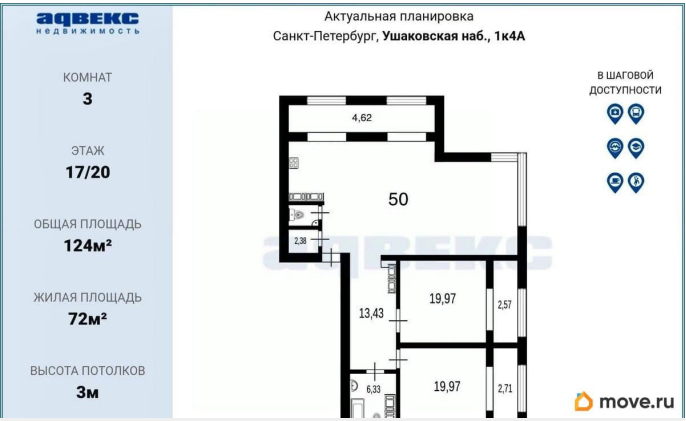 адвекс
недвижимость
КОМНАТ
3
ЭТАЖ
17/20
ОБЩАЯ ПЛОЩАДЬ
124м²
ЖИЛАЯ ПЛОЩАДЬ
72м²
ВЫСОТА ПОТОЛКОВ
3м
Актуальная планировка
Санкт-Петербург, Ушаковская наб., 1к4А
В ШАГОВОЙ
ДОСТУПНОСТИ
4,62
50
2,38
адвекс
13,43
19,97
2,57
6,33
19,97
2,71
move.ru